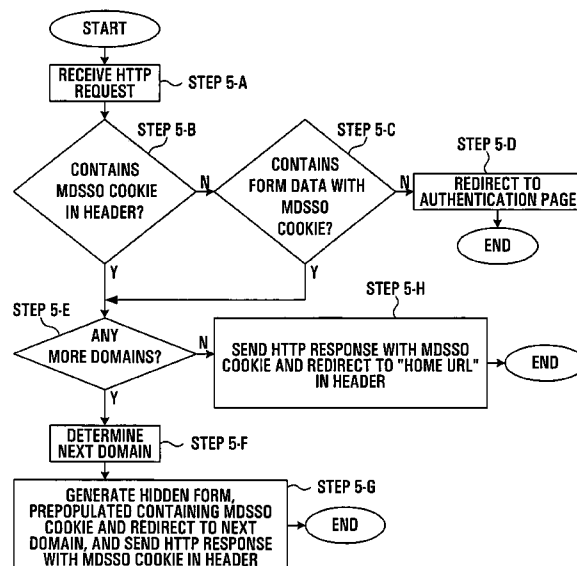 START
RECEIVE HTTP
REQUEST
STEP 5-A
STEP 5-B
CONTAINS
MDSSO COOKIE
IN HEADER?
N
Y
STEP 5-C
CONTAINS
FORM DATA WITH
MDSSO
COOKIE?
N
Y
STEP 5-D
REDIRECT TO
AUTHENTICATION PAGE
END
STEP 5-E
ANY
MORE DOMAINS?
N
Y
STEP 5-H
SEND HTTP RESPONSE WITH MDSSO
COOKIE AND REDIRECT TO "HOME URL"
IN HEADER
END
DETERMINE
NEXT DOMAIN
STEP 5-F
STEP 5-G
GENERATE HIDDEN FORM,
PREPOPULATED CONTAINING MDSSO
COOKIE AND REDIRECT TO NEXT
DOMAIN, AND SEND HTTP RESPONSE
WITH MDSSO COOKIE IN HEADER
END